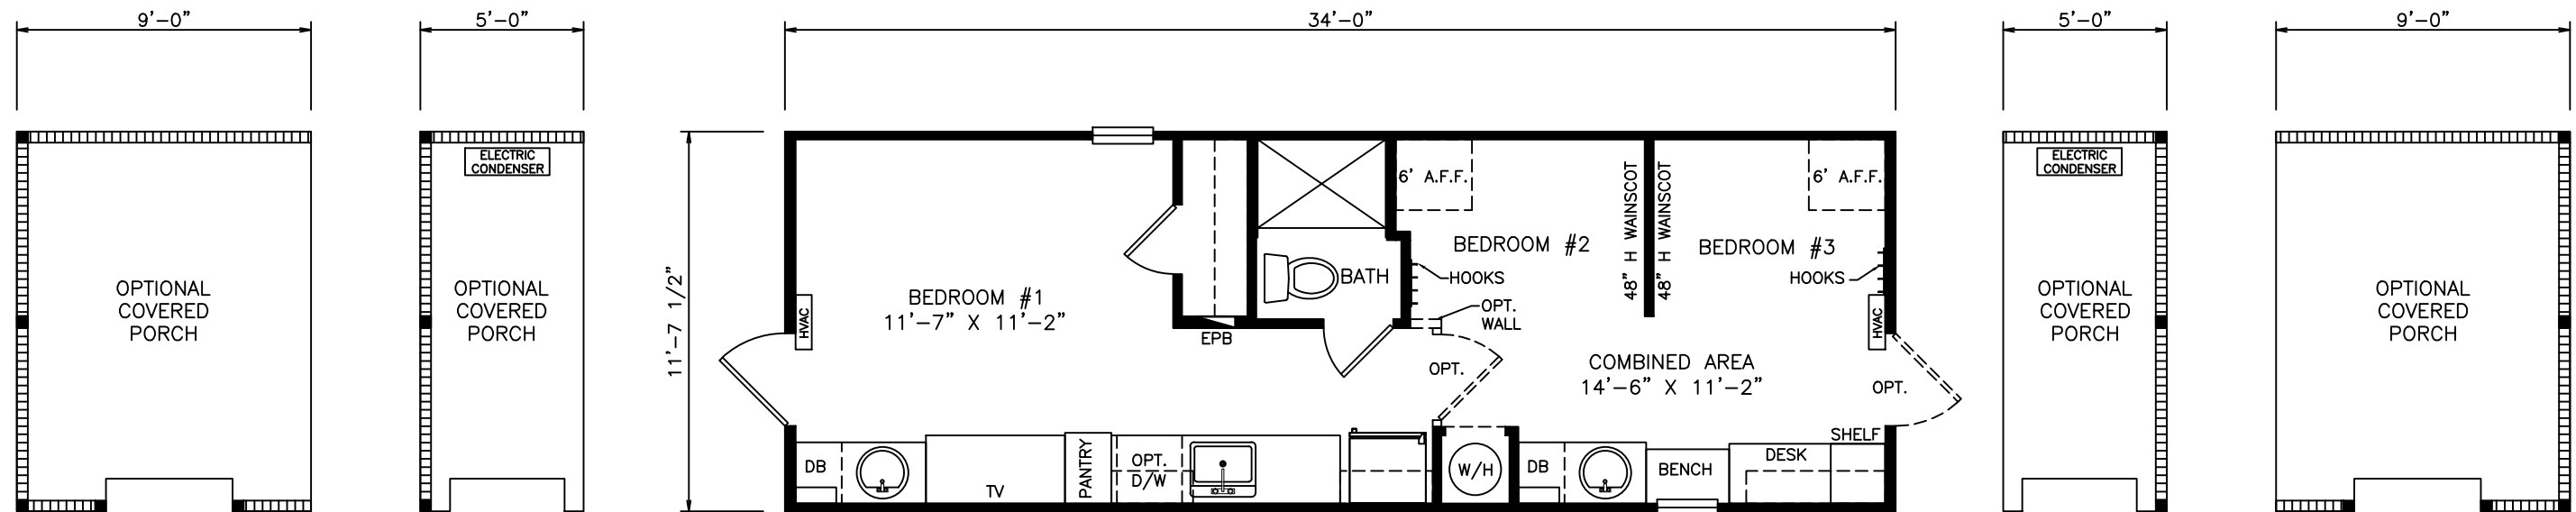 9'-0"
5'-0"
34'-0"
5'-0"
9'-0"
ELECTRIC
CONDENSER
ELECTRIC
CONDENSER
6' A.F.F.
6' A.F.F.
48" H WAINSCOT
48" H WAINSCOT
BEDROOM #2
BEDROOM #3
HOOKS
HOOKS
BATH
OPTIONAL
COVERED
PORCH
OPTIONAL
COVERED
PORCH
11'-7 1/2"
HVAC
BEDROOM #1
11'-7" X 11'-2"
EPB
OPT.
WALL
HVAC
OPTIONAL
COVERED
PORCH
OPTIONAL
COVERED
PORCH
OPT.
COMBINED AREA
14'-6" X 11'-2"
OPT.
SHELF
DB
TV
PANTRY
OPT.
D/W
W/H
DB
BENCH
DESK